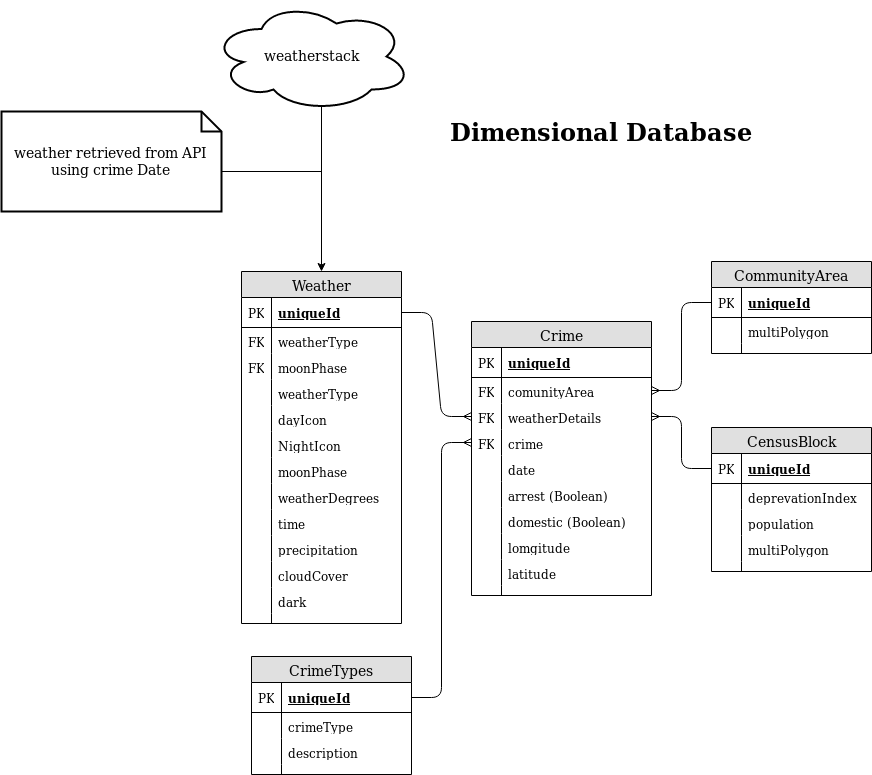 weatherstack
Dimensional Database
weather retrieved from API
using crime Date
Weather
PK uniqueId
FK weatherType
FK moonPhase
weatherType
dayIcon
NightIcon
moonPhase
weatherDegrees
time
precipitation
cloudCover
dark
Crime
PK uniqueId
FK comunityArea
FK weatherDetails
FK crime
date
arrest (Boolean)
domestic (Boolean)
lomgitude
latitude
CommunityArea
PK uniqueId
multiPolygon
CensusBlock
PK uniqueId
deprevationIndex
population
multiPolygon
CrimeTypes
PK uniqueId
crimeType
description